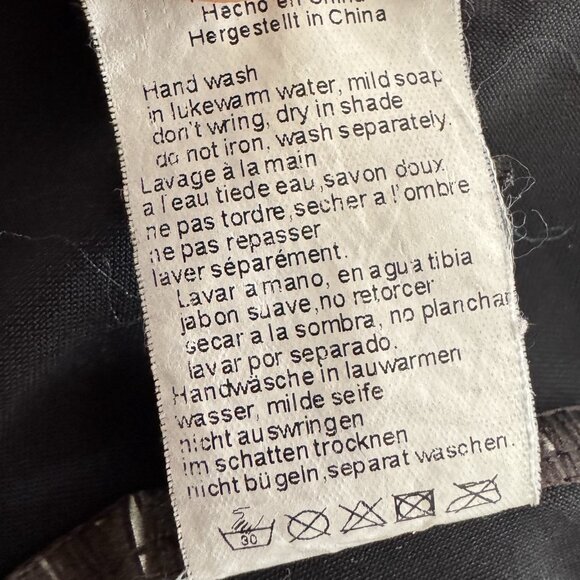 Hecho en China
Hergestellt in China
Hand wash
in lukewarm water, mild soap
don't wring, dry in shade
do not iron, wash separately.
Lavage à la main
a l'eau tiede eau, savon doux
ne pas tordre, secher a l'ombre
ne pas repasser
laver séparément.
Lavar a mano, en agua tibia
jabon suave, no retorcer
secar a la sombra, no planchar
lavar por separado.
Handwäsche in lauwarmen
wasser, milde seife
nicht auswringen
im schatten trocknen
nicht bügeln, separat waschen.
30